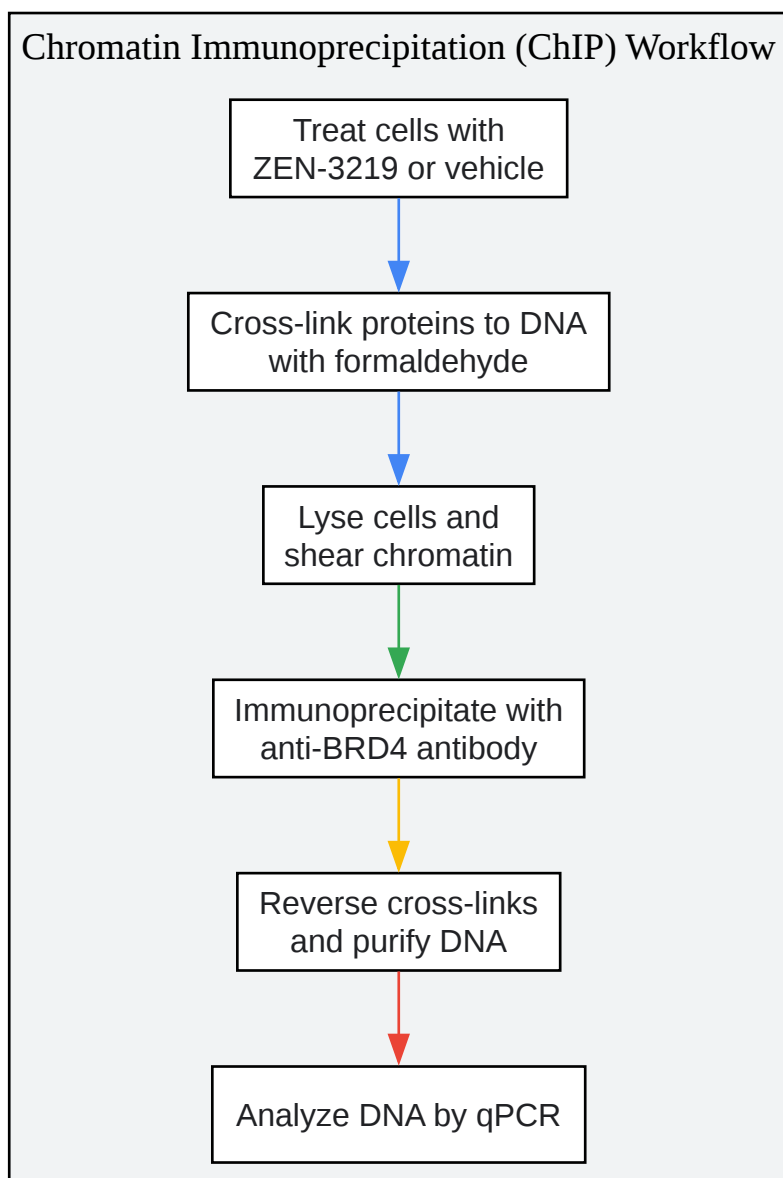 Chromatin Immunoprecipitation (ChIP) Workflow
Treat cells with
ZEN-3219 or vehicle
Cross-link proteins to DNA
with formaldehyde
Lyse cells and
shear chromatin
Immunoprecipitate with
anti-BRD4 antibody
Reverse cross-links
and purify DNA
Analyze DNA by qPCR